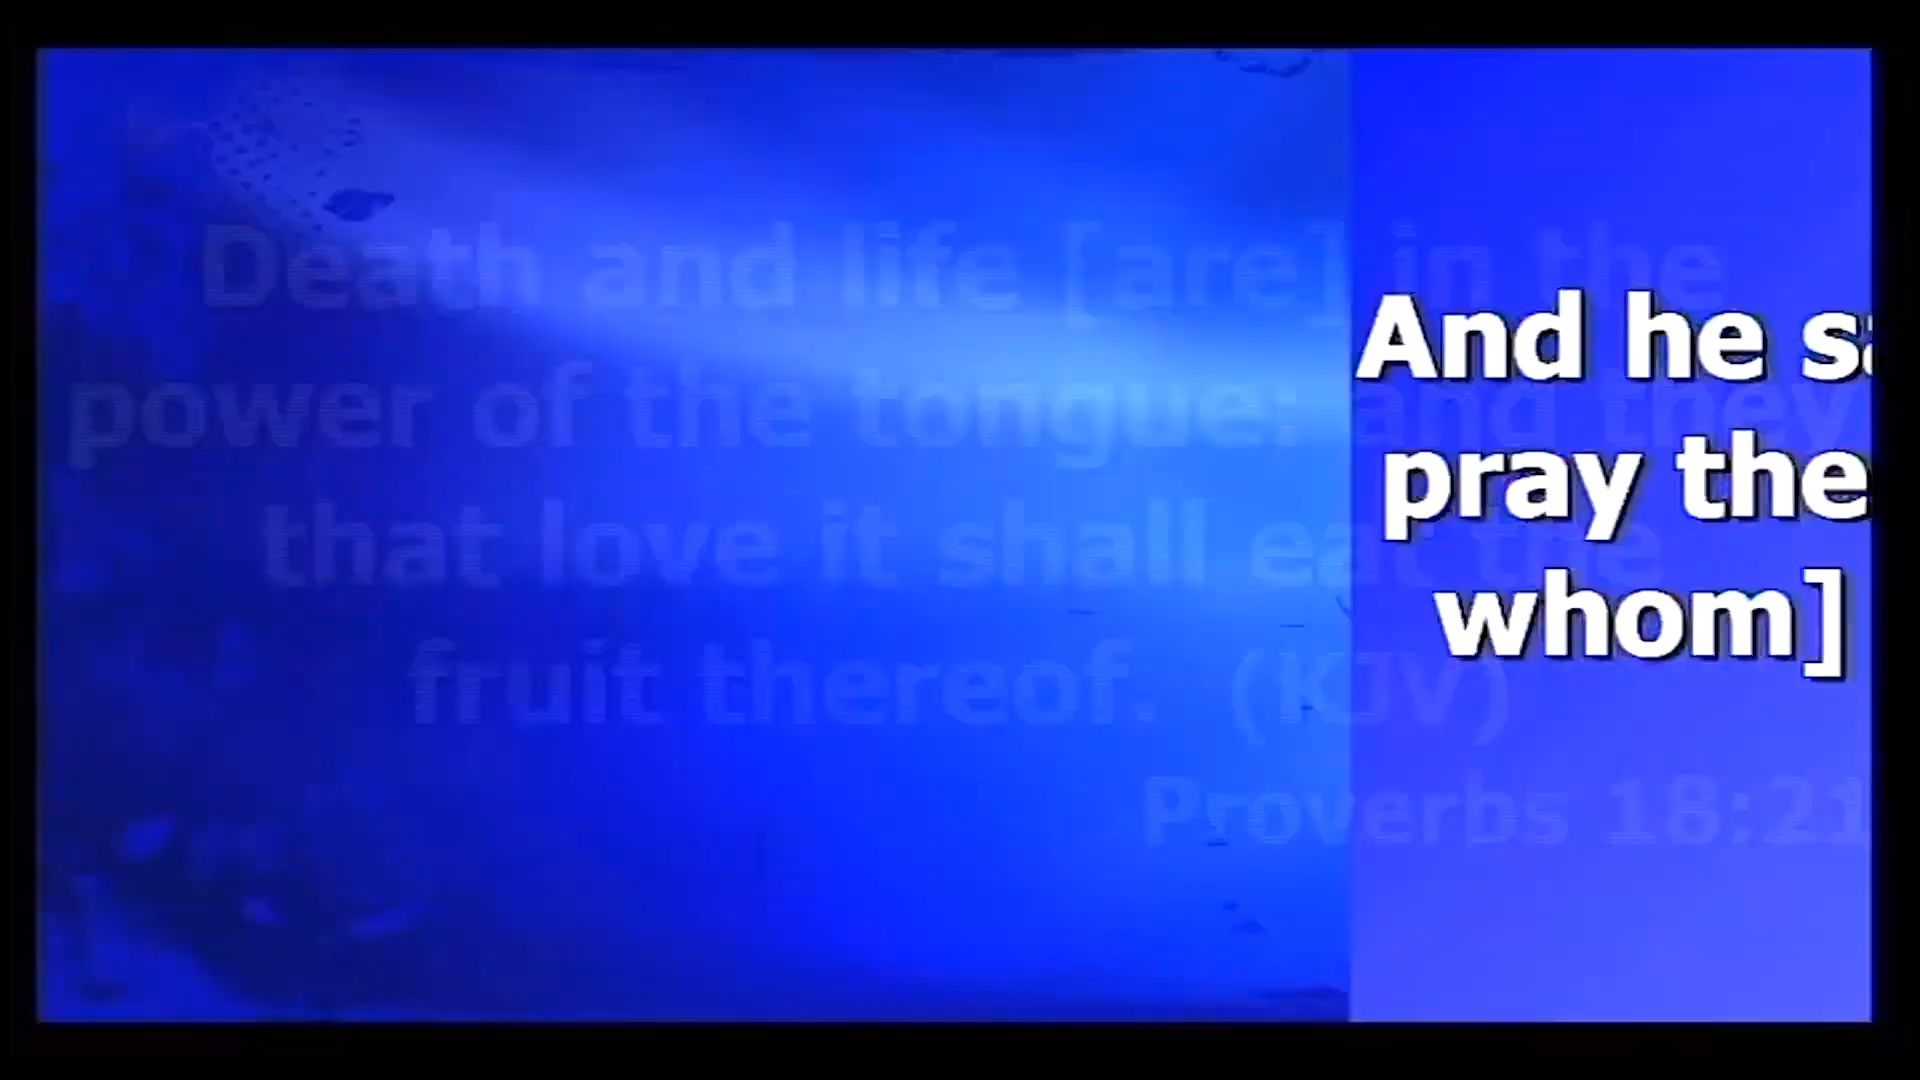 Death and life [are] in the
power of the tongue: and they
that love it shall eat the
fruit thereof. (KJV)
Proverbs 18:21
And he
pray
whom]